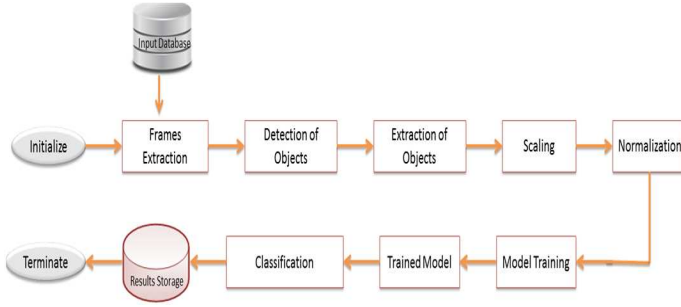 Input Database
Initialize
Frames
Extraction
Detection of
Objects
Extraction of
Objects
Scaling
Normalization
Terminate
Results Storage
Classification
Trained Model
Model Training